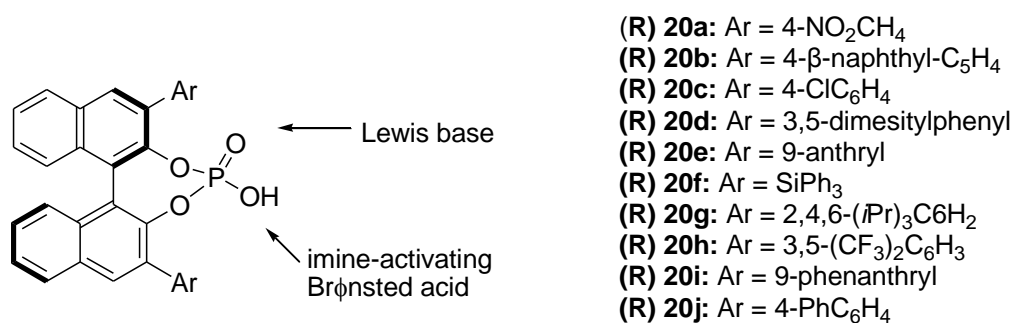 Ar
O
O
P
OH
O
Ar
Lewis base
imine-activating
Brϕnsted acid
(R) 20a: Ar = 4-NO₂CH₄
(R) 20b: Ar = 4-β-naphthyl-C₅H₄
(R) 20c: Ar = 4-ClC₆H₄
(R) 20d: Ar = 3,5-dimesitylphenyl
(R) 20e: Ar = 9-anthryl
(R) 20f: Ar = SiPh₃
(R) 20g: Ar = 2,4,6-(iPr)₃C6H₂
(R) 20h: Ar = 3,5-(CF₃)₂C₆H₃
(R) 20i: Ar = 9-phenanthryl
(R) 20j: Ar = 4-PhC₆H₄